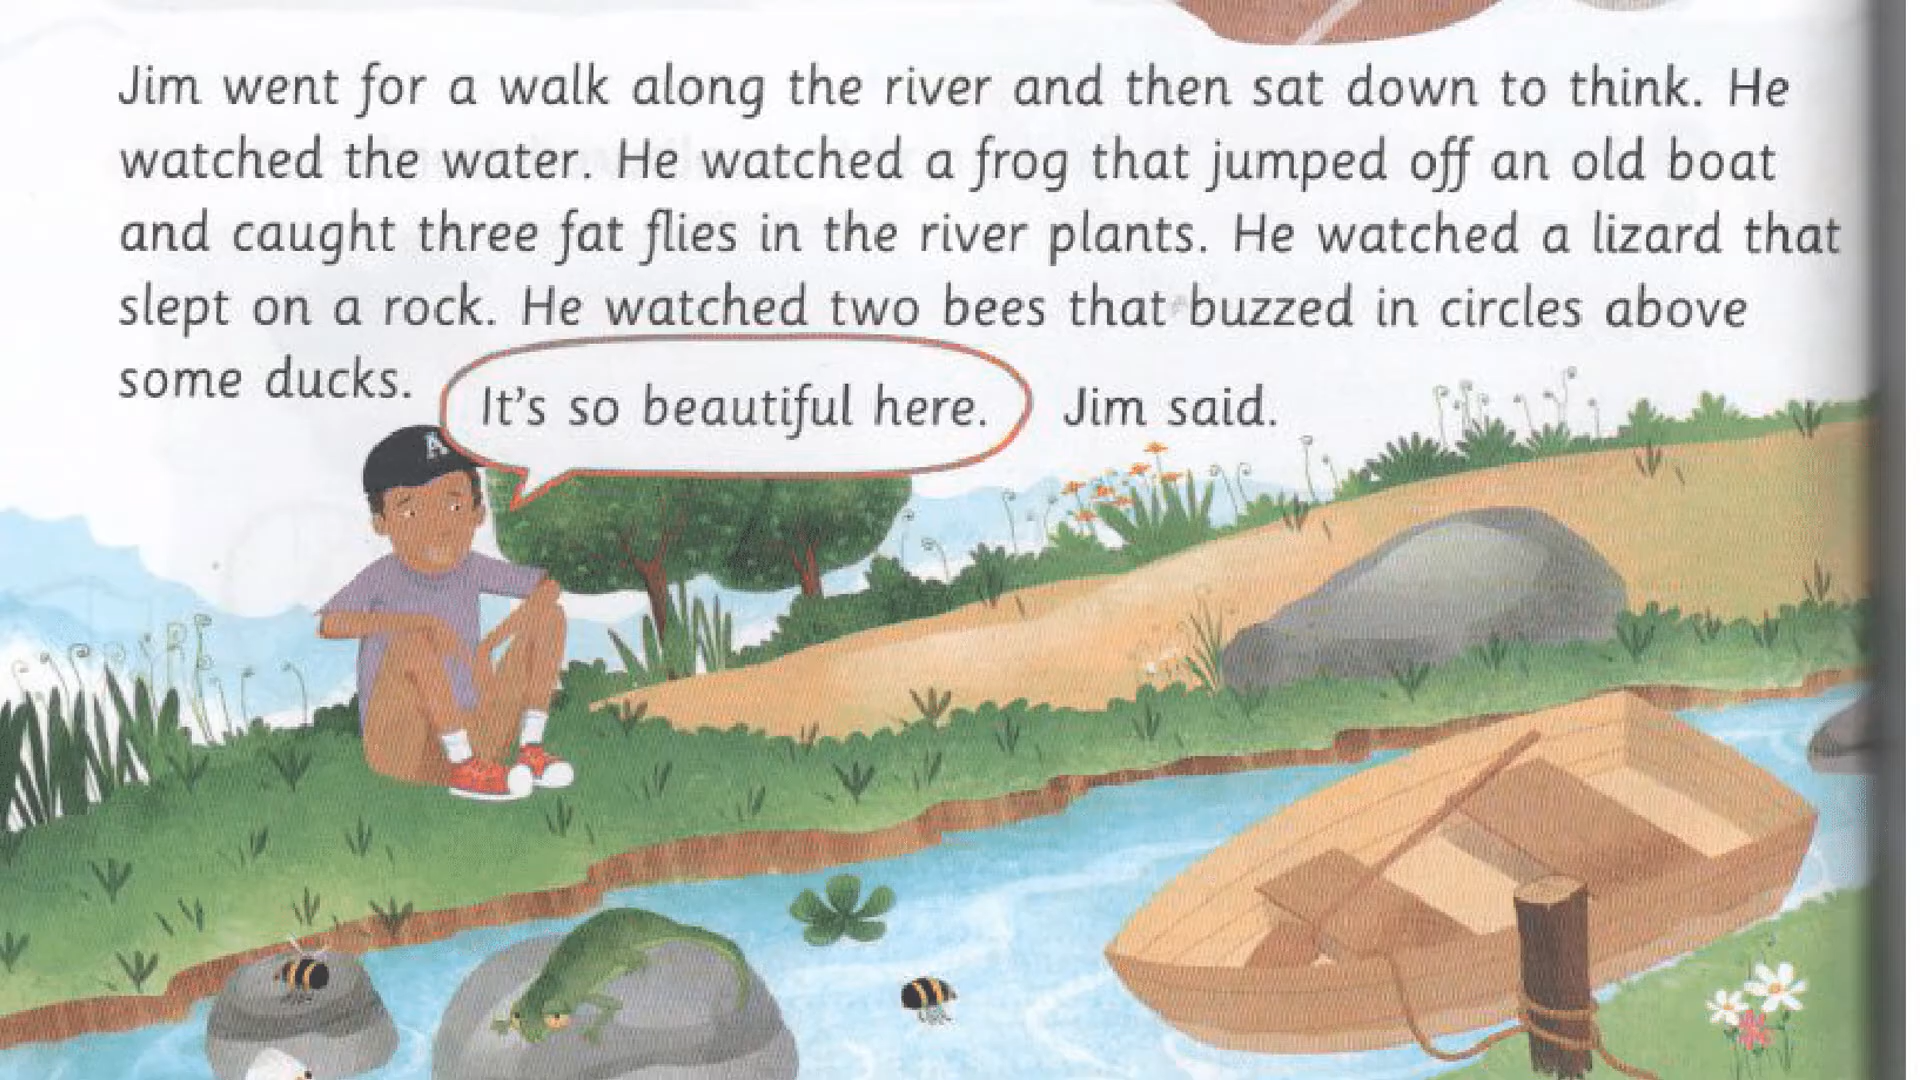 Jim went for a walk along the river and then sat down to think. He
watched the water. He watched a frog that jumped off an old boat
and caught three fat flies in the river plants. He watched a lizard that
slept on a rock. He watched two bees that buzzed in circles above
some ducks.
It's so beautiful here. Jim said.
A